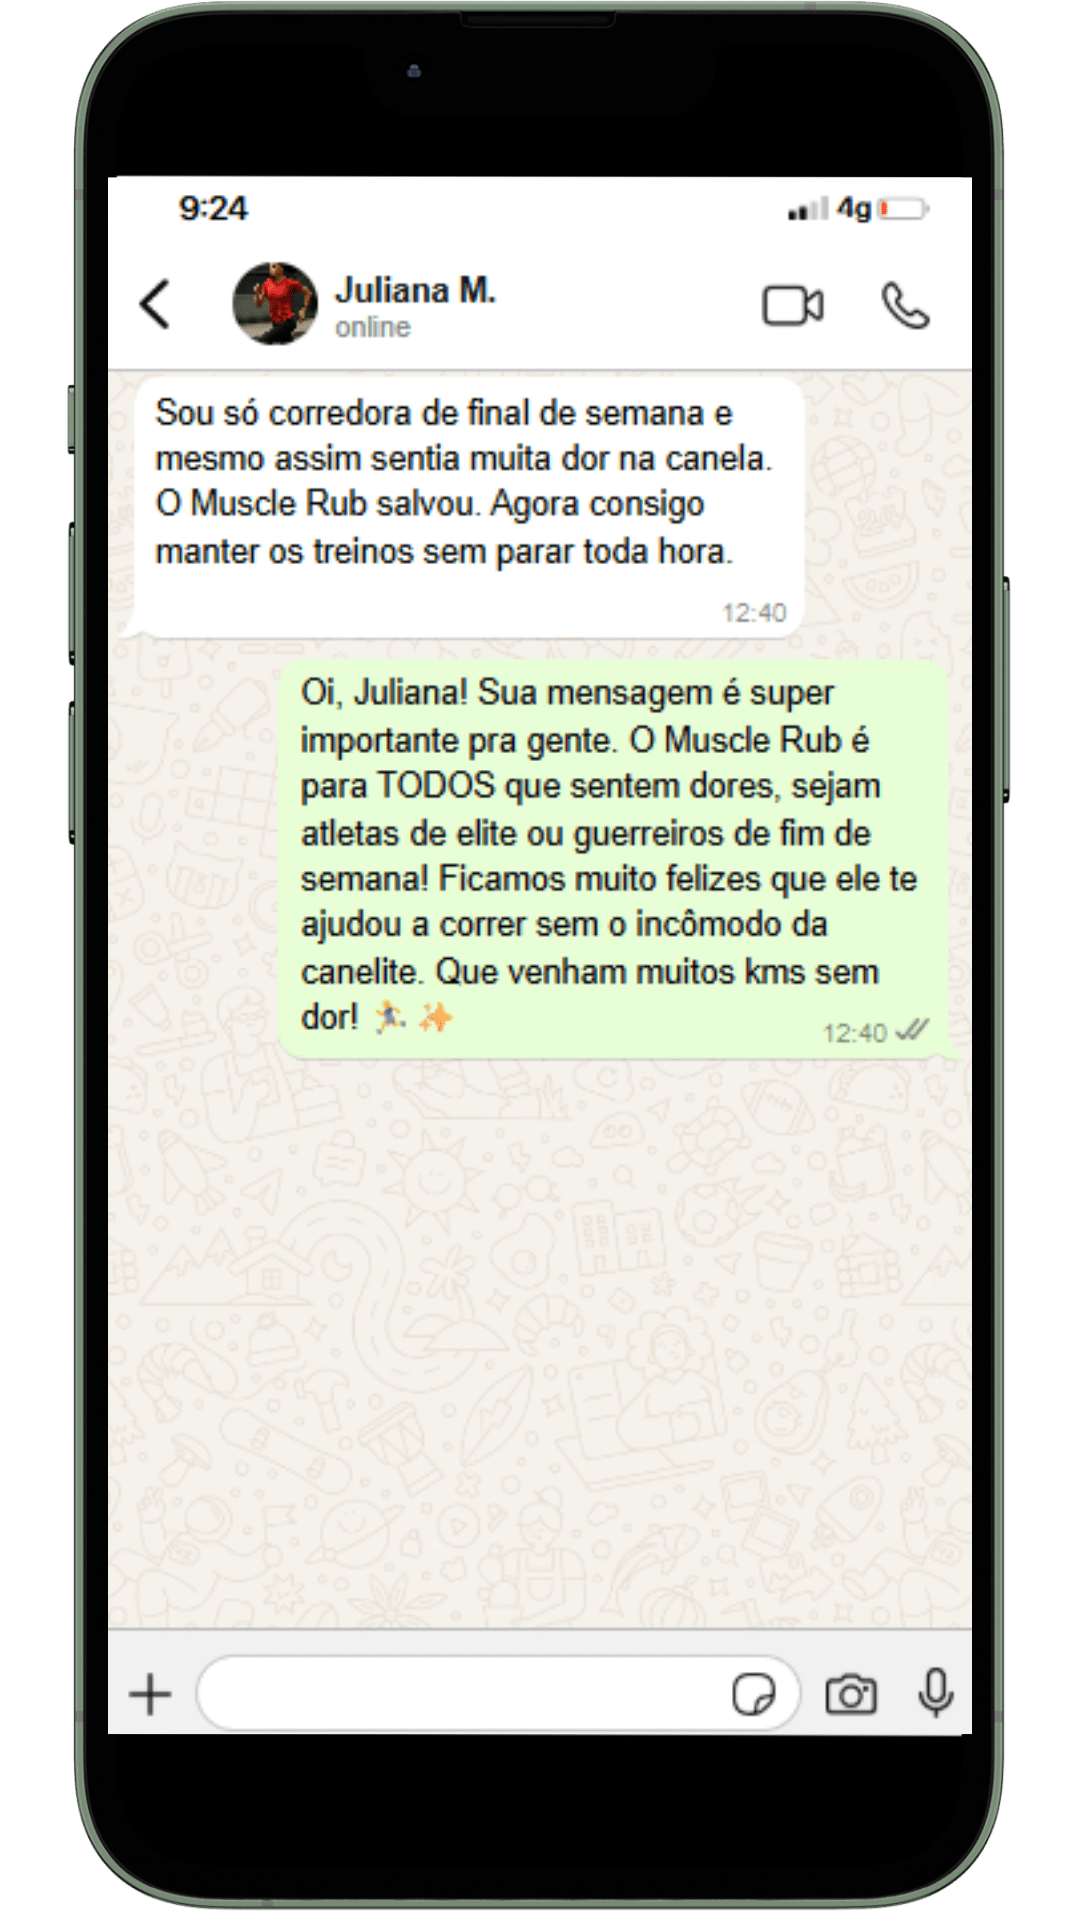 9:24
4g
Juliana M.
online
Sou só corredora de final de semana e
mesmo assim sentia muita dor na canela.
O Muscle Rub salvou. Agora consigo
manter os treinos sem parar toda hora.
12:40
Oi, Juliana! Sua mensagem é super
importante pra gente. O Muscle Rub é
para TODOS que sentem dores, sejam
atletas de elite ou guerreiros de fim de
semana! Ficamos muito felizes que ele te
ajudou a correr sem o incômodo da
canelite. Que venham muitos kms sem
dor! 🏃 ✨
12:40